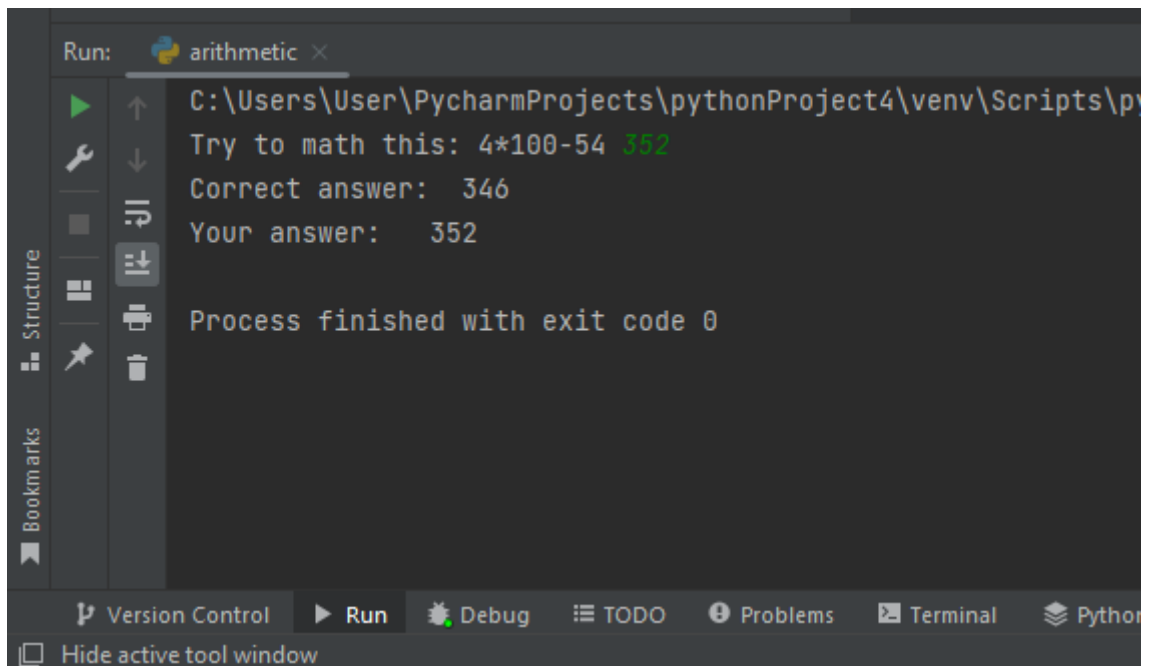 Run: arithmetic
C:\Users\User\PycharmProjects\pythonProject4\venv\Scripts\py
Try to math this: 4*100-54 352
Correct answer:  346
Your answer:   352
Process finished with exit code 0
Structure
Bookmarks
Version Control Run Debug TODO Problems Terminal Python
Hide active tool window